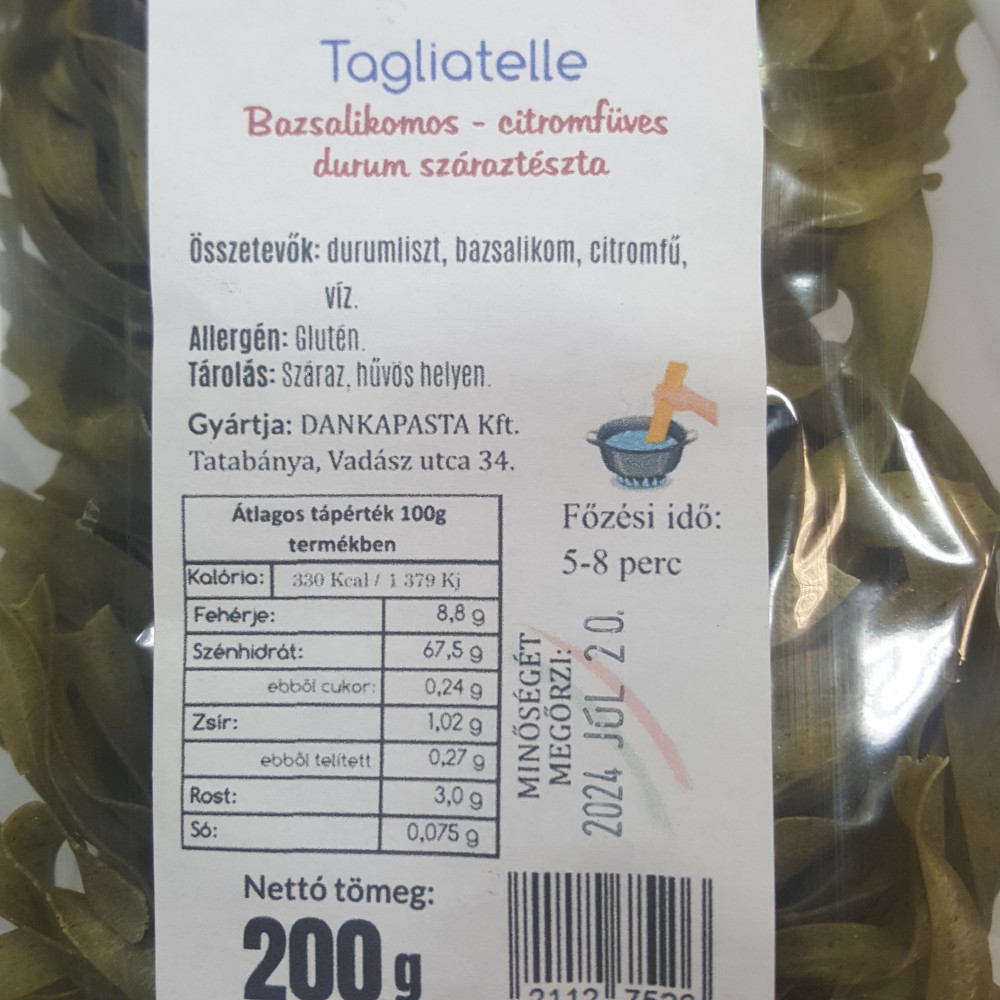 Tagliatelle
Bazsalikomos - citromfüves
durum száraztészta
Összetevők: durumliszt, bazsalikom, citromfű,
víz.
Allergén: Glutén.
Tárolás: Száraz, hűvös helyen.
Gyártja: DANKAPASTA Kft.
Tatabánya, Vadász utca 34.
Főzési idő:
5-8 perc
Átlagos tápérték 100g
termékben
Kalória: 330 Kcal / 1 379 Kj
Fehérje: 8,8 g
Szénhidrát: 67,5 g
ebből cukor: 0,24 g
Zsír: 1,02 g
ebből telített 0,27 g
Rost: 3,0 g
Só: 0,075 g
MINŐSÉGÉT
MEGŐRZI:
2024 JÚL 20.
Nettó tömeg:
200 g